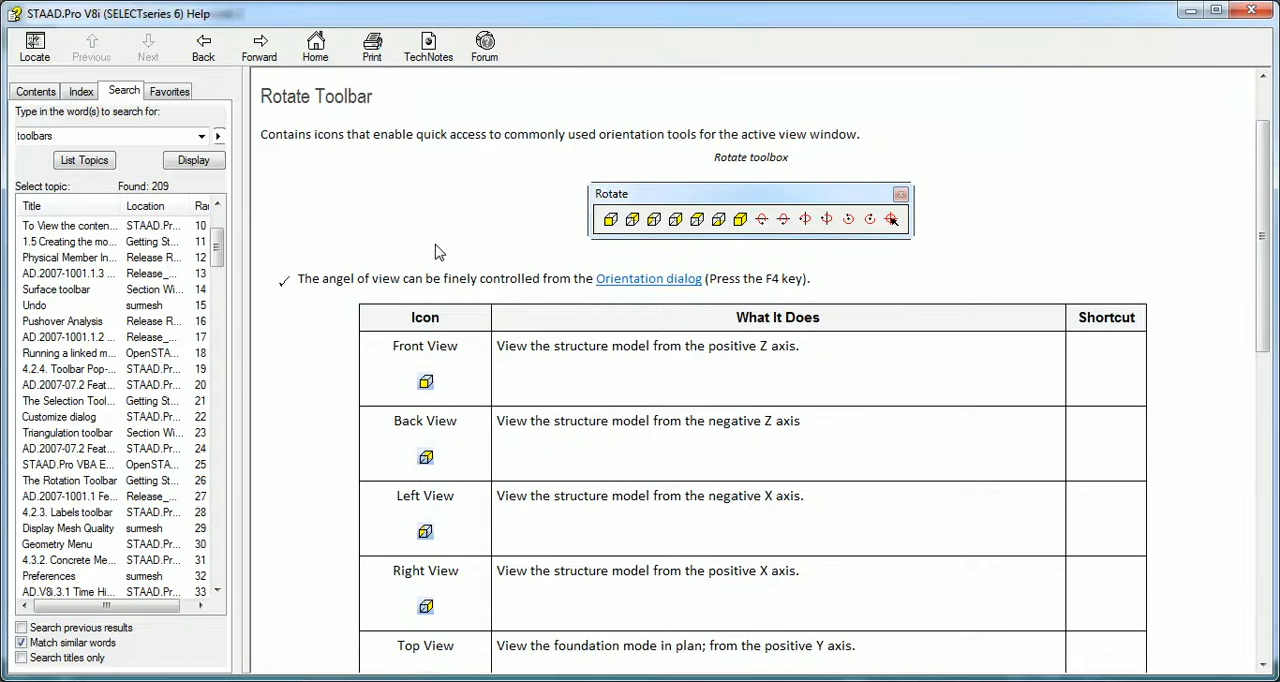 STAAD.Pro V8i (SELECTseries 6) Help
Locate Previous Next Back Forward Home Print TechNotes Forum
Contents Index Search Favorites
Type in the word(s) to search for:
toolbars
List Topics Display
Select topic: Found: 209
Title Location Rar
To View the conten... STAAD.Pr... 10
1.5 Creating the mo... Getting St... 11
Physical Member In... Release R... 12
AD.2007-1001.1.3 ... Release_... 13
Surface toolbar Section Wi... 14
Undo surmesh 15
Pushover Analysis Release R... 16
AD.2007-1001.1.2 ... Release_... 17
Running a linked m... OpenSTA... 18
4.2.4. Toolbar Pop-... STAAD.Pr... 19
AD.2007-07.2 Feat... STAAD.Pr... 20
The Selection Tool... Getting St... 21
Customize dialog STAAD.Pr... 22
Triangulation toolbar Section Wi... 23
AD.2007-07.2 Feat... STAAD.Pr... 24
STAAD.Pro VBA E... OpenSTA... 25
The Rotation Toolbar Getting St... 26
AD.2007-1001.1 Fe... Release_... 27
4.2.3. Labels toolbar STAAD.Pr... 28
Display Mesh Quality surmesh 29
Geometry Menu STAAD.Pr... 30
4.3.2. Concrete Me... STAAD.Pr... 31
Preferences surmesh 32
AD.V8i.3.1 Time Hi... STAAD.Pr... 33
Search previous results
Match similar words
Search titles only
Rotate Toolbar
Contains icons that enable quick access to commonly used orientation tools for the active view window.
Rotate toolbox
Rotate
The angel of view can be finely controlled from the Orientation dialog (Press the F4 key).
Icon What It Does Shortcut
Front View View the structure model from the positive Z axis.
Back View View the structure model from the negative Z axis
Left View View the structure model from the negative X axis.
Right View View the structure model from the positive X axis.
Top View View the foundation mode in plan; from the positive Y axis.